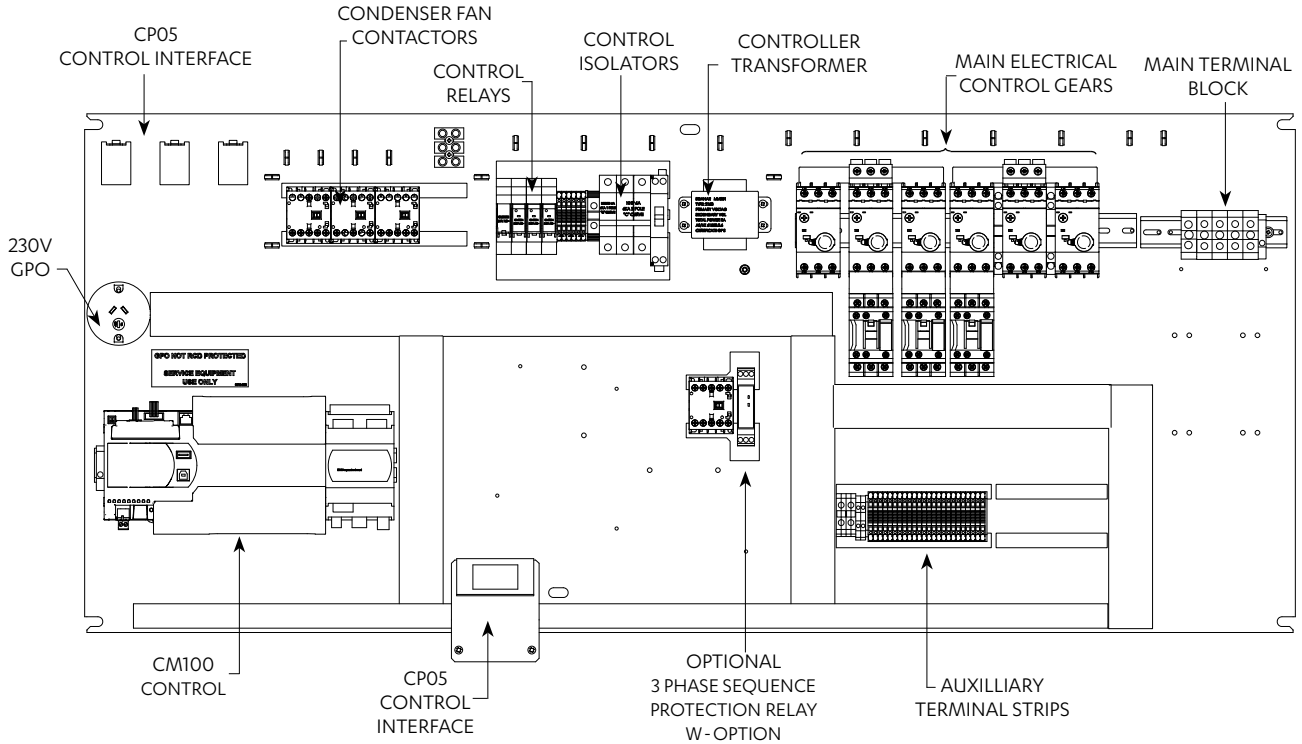 CP05
CONTROL INTERFACE
CONDENSER FAN
CONTACTORS
CONTROL
RELAYS
CONTROL
ISOLATORS
CONTROLLER
TRANSFORMER
MAIN ELECTRICAL
CONTROL GEARS
MAIN TERMINAL
BLOCK
230V
GPO
GPO NOT RCD PROTECTED
SERVICE EQUIPMENT
USE ONLY
CM100
CONTROL
CP05
CONTROL
INTERFACE
OPTIONAL
3 PHASE SEQUENCE
PROTECTION RELAY
W-OPTION
AUXILLIARY
TERMINAL STRIPS